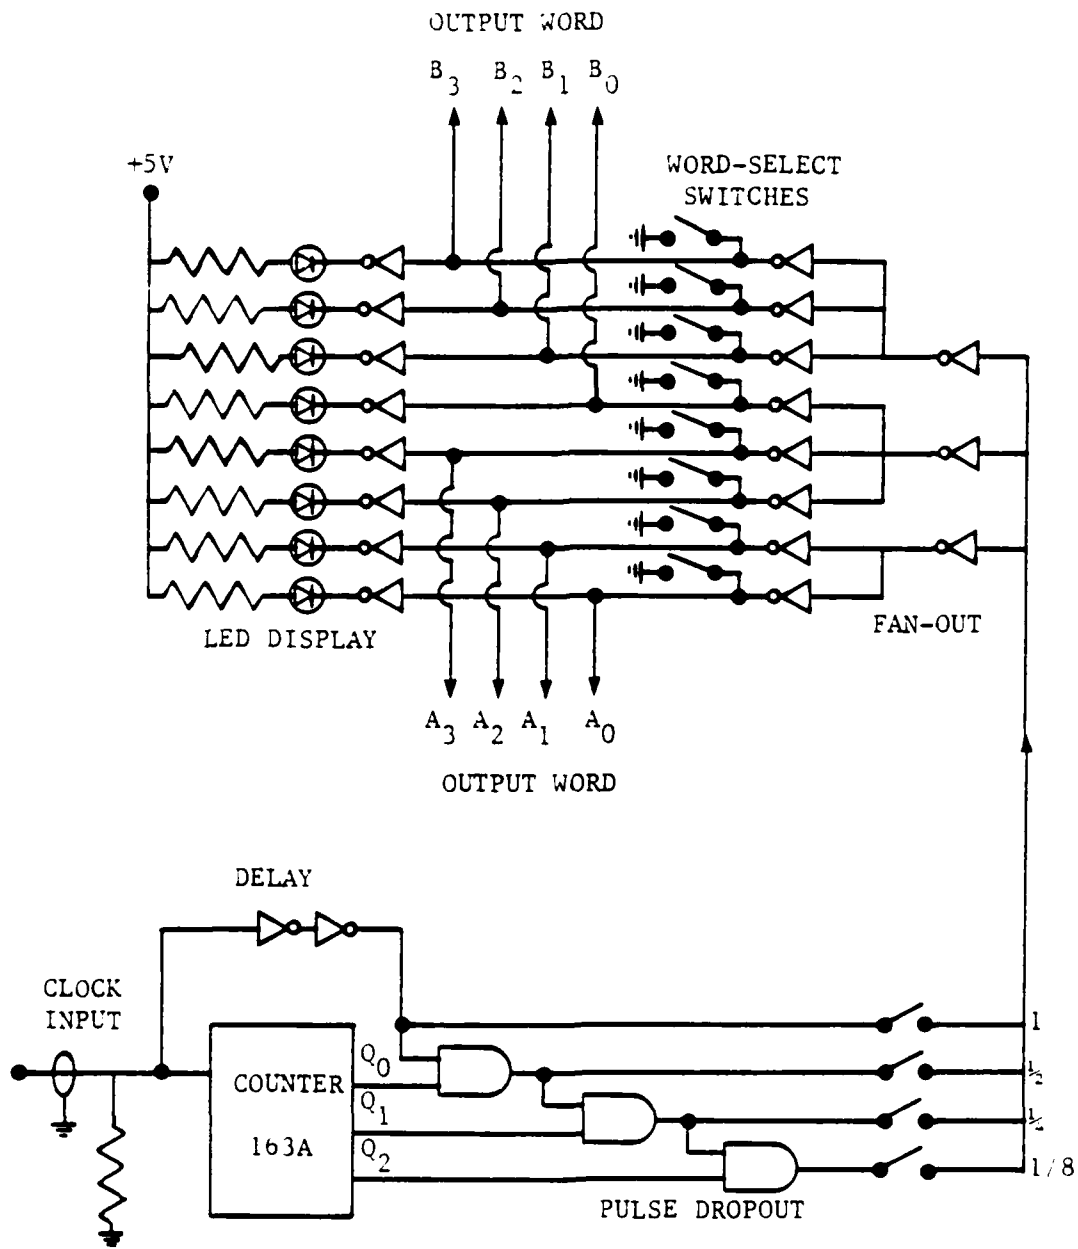 OUTPUT WORD
B3 B2 B1 B0
+5V
WORD-SELECT
SWITCHES
LED DISPLAY
FAN-OUT
A3 A2 A1 A0
OUTPUT WORD
DELAY
CLOCK
INPUT
1
Q0
½
COUNTER
Q1
½
163A
Q2
1/8
PULSE DROPOUT